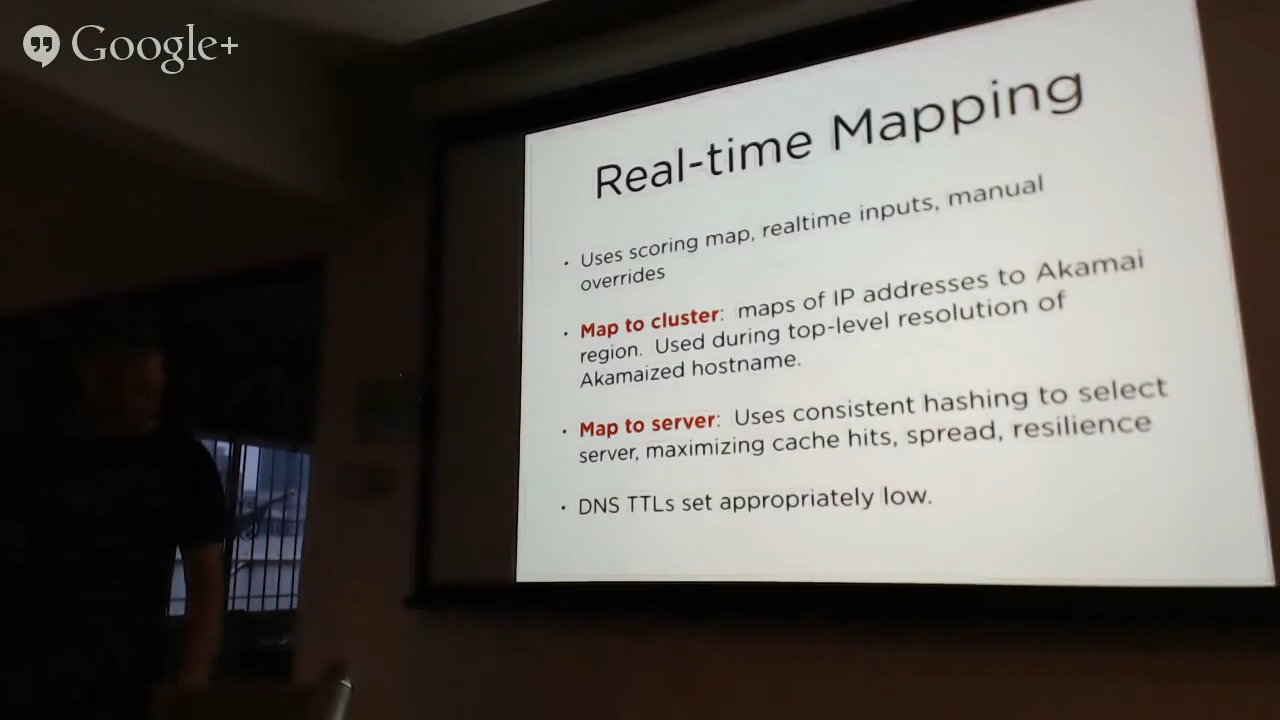 Google+
Real-time Mapping
• Uses scoring map, realtime inputs, manual
overrides
• Map to cluster: maps of IP addresses to Akamai
region. Used during top-level resolution of
Akamaized hostname.
• Map to server: Uses consistent hashing to select
server, maximizing cache hits, spread, resilience
• DNS TTLs set appropriately low.